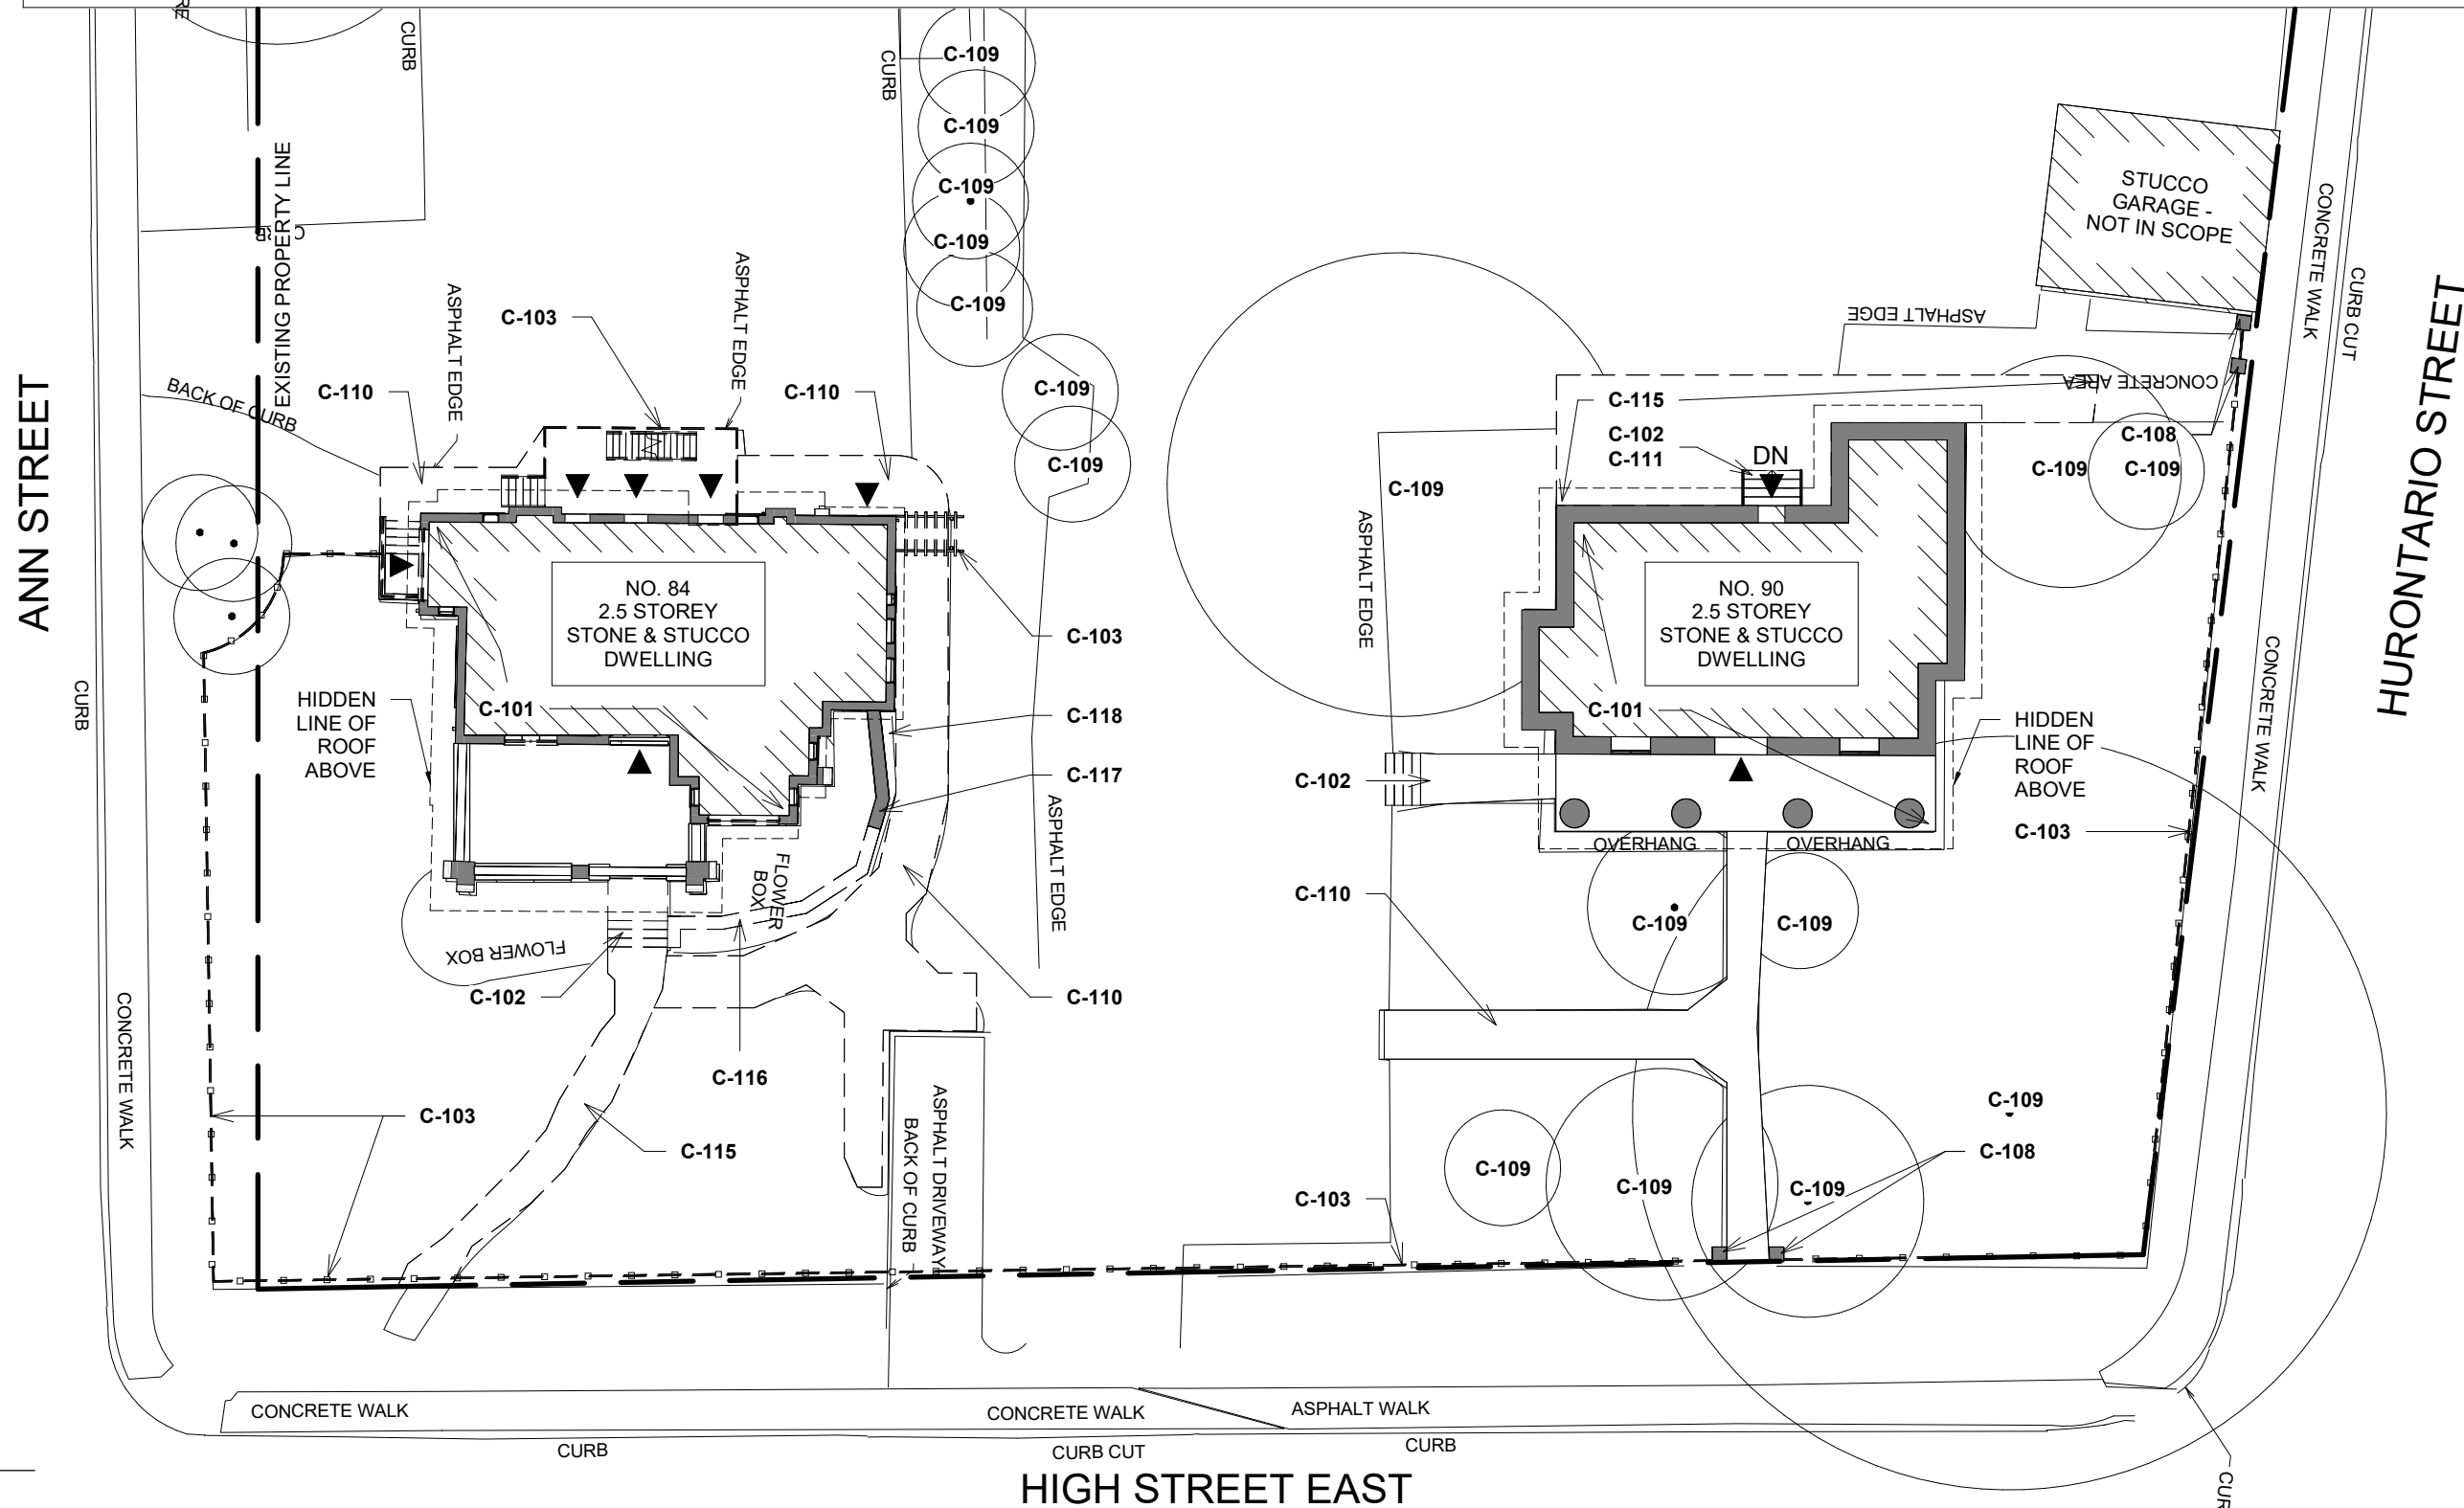 CURB
CURB
C-109
C-109
C-109
C-109
C-109
EXISTING PROPERTY LINE
STUCCO
GARAGE -
NOT IN SCOPE
CONCRETE WALK
CURB CUT
ASPHALT EDGE
ASPHALT EDGE
C-103
ASPHALT EDGE
BACK OF CURB
C-110
C-110
C-109
C-109
CONCRETE AREA
C-115
C-102
C-111
DN
C-108
C-109
C-109
C-109
ANN STREET
HURONTARIO STREET
ASPHALT EDGE
NO. 84
2.5 STOREY
STONE & STUCCO
DWELLING
NO. 90
2.5 STOREY
STONE & STUCCO
DWELLING
C-103
CURB
HIDDEN
LINE OF
ROOF
ABOVE
C-101
C-118
C-117
C-101
HIDDEN
LINE OF
ROOF
ABOVE
CONCRETE WALK
C-102
C-103
ASPHALT EDGE
OVERHANG
OVERHANG
FLOWER
BOX
FLOWER BOX
C-110
C-109
C-109
C-102
C-110
C-116
CONCRETE WALK
C-103
C-115
ASPHALT DRIVEWAY
BACK OF CURB
C-109
C-108
C-109
C-109
C-109
C-103
CONCRETE WALK
CONCRETE WALK
ASPHALT WALK
CURB
CURB CUT
CURB
HIGH STREET EAST